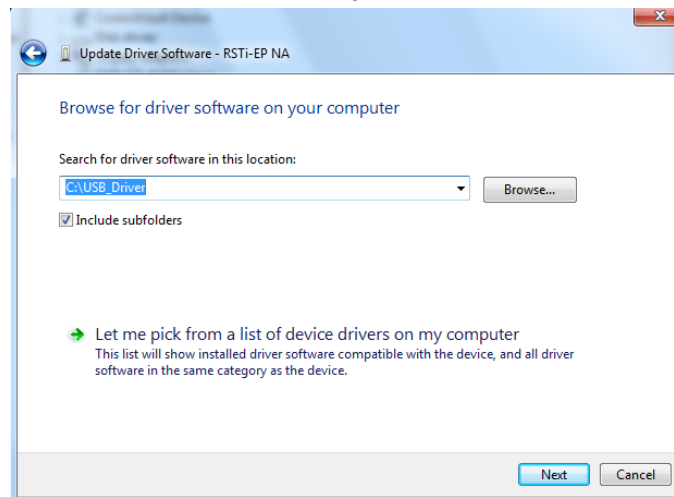 Update Driver Software - RSTi-EP NA
Browse for driver software on your computer
Search for driver software in this location:
C:\USB_Driver
Browse...
Include subfolders
Let me pick from a list of device drivers on my computer
This list will show installed driver software compatible with the device, and all driver
software in the same category as the device.
Next
Cancel